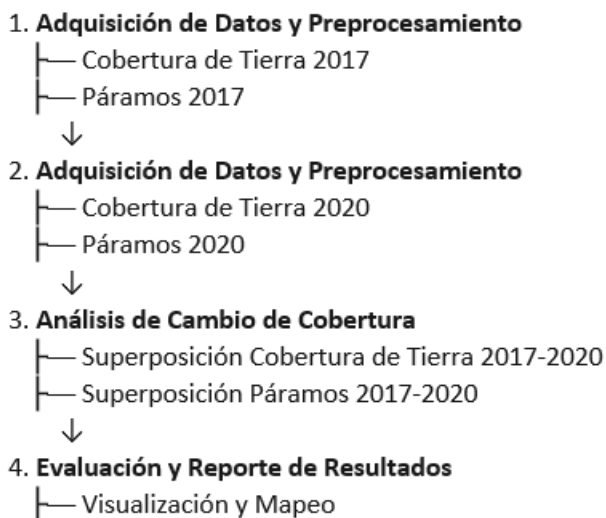 1. Adquisición de Datos y Preprocesamiento
├── Cobertura de Tierra 2017
├── Páramos 2017
↓
2. Adquisición de Datos y Preprocesamiento
├── Cobertura de Tierra 2020
├── Páramos 2020
↓
3. Análisis de Cambio de Cobertura
├── Superposición Cobertura de Tierra 2017-2020
├── Superposición Páramos 2017-2020
↓
4. Evaluación y Reporte de Resultados
├── Visualización y Mapeo